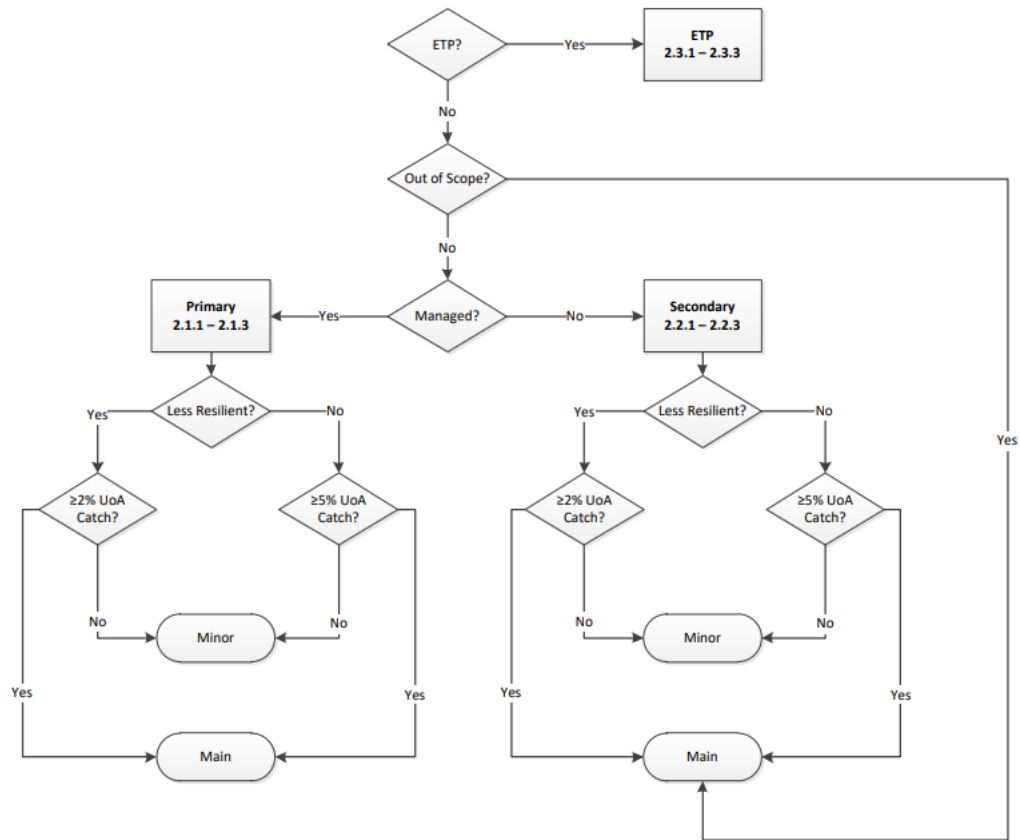 ETP?
Yes
ETP
2.3.1 – 2.3.3
No
Out of Scope?
No
Primary
2.1.1 – 2.1.3
Yes
Managed?
No
Secondary
2.2.1 – 2.2.3
Yes
Less Resilient?
No
Yes
Less Resilient?
No
Yes
≥2% UoA
Catch?
≥5% UoA
Catch?
≥2% UoA
Catch?
≥5% UoA
Catch?
No
Minor
No
No
Minor
No
Yes
Yes
Yes
Yes
Main
Main